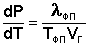 dP/dT = λ_ФП / T_ФП V_Г